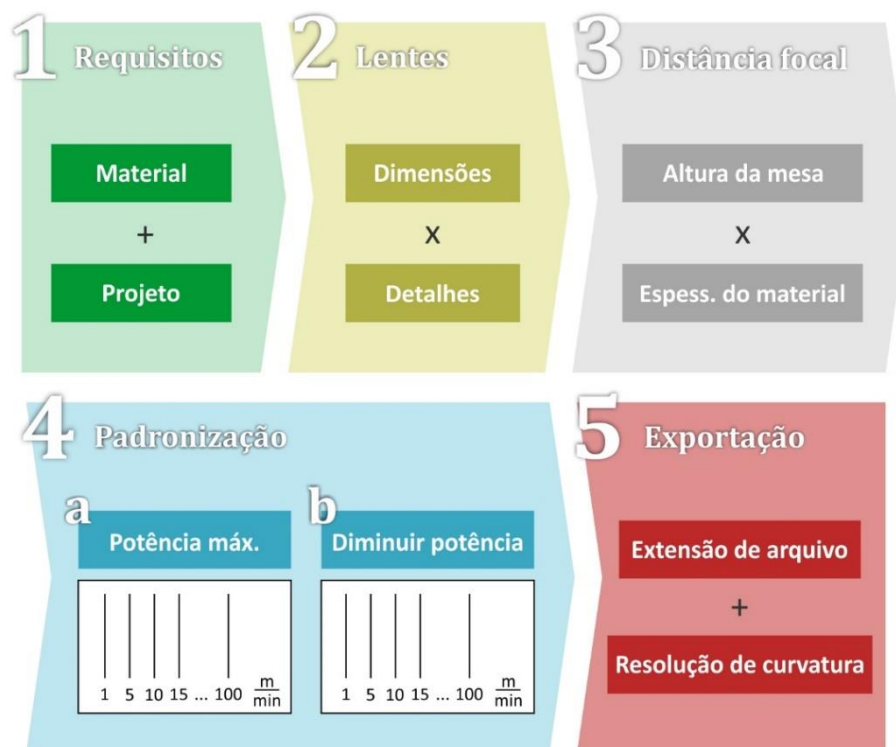 1 Requisitos
Material
+
Projeto
2 Lentes
Dimensões
x
Detalhes
3 Distância focal
Altura da mesa
x
Espess. do material
4 Padronização
a Potência máx.
1 5 10 15 ... 100 m/min
b Diminuir potência
1 5 10 15 ... 100 m/min
5 Exportação
Extensão de arquivo
+
Resolução de curvatura